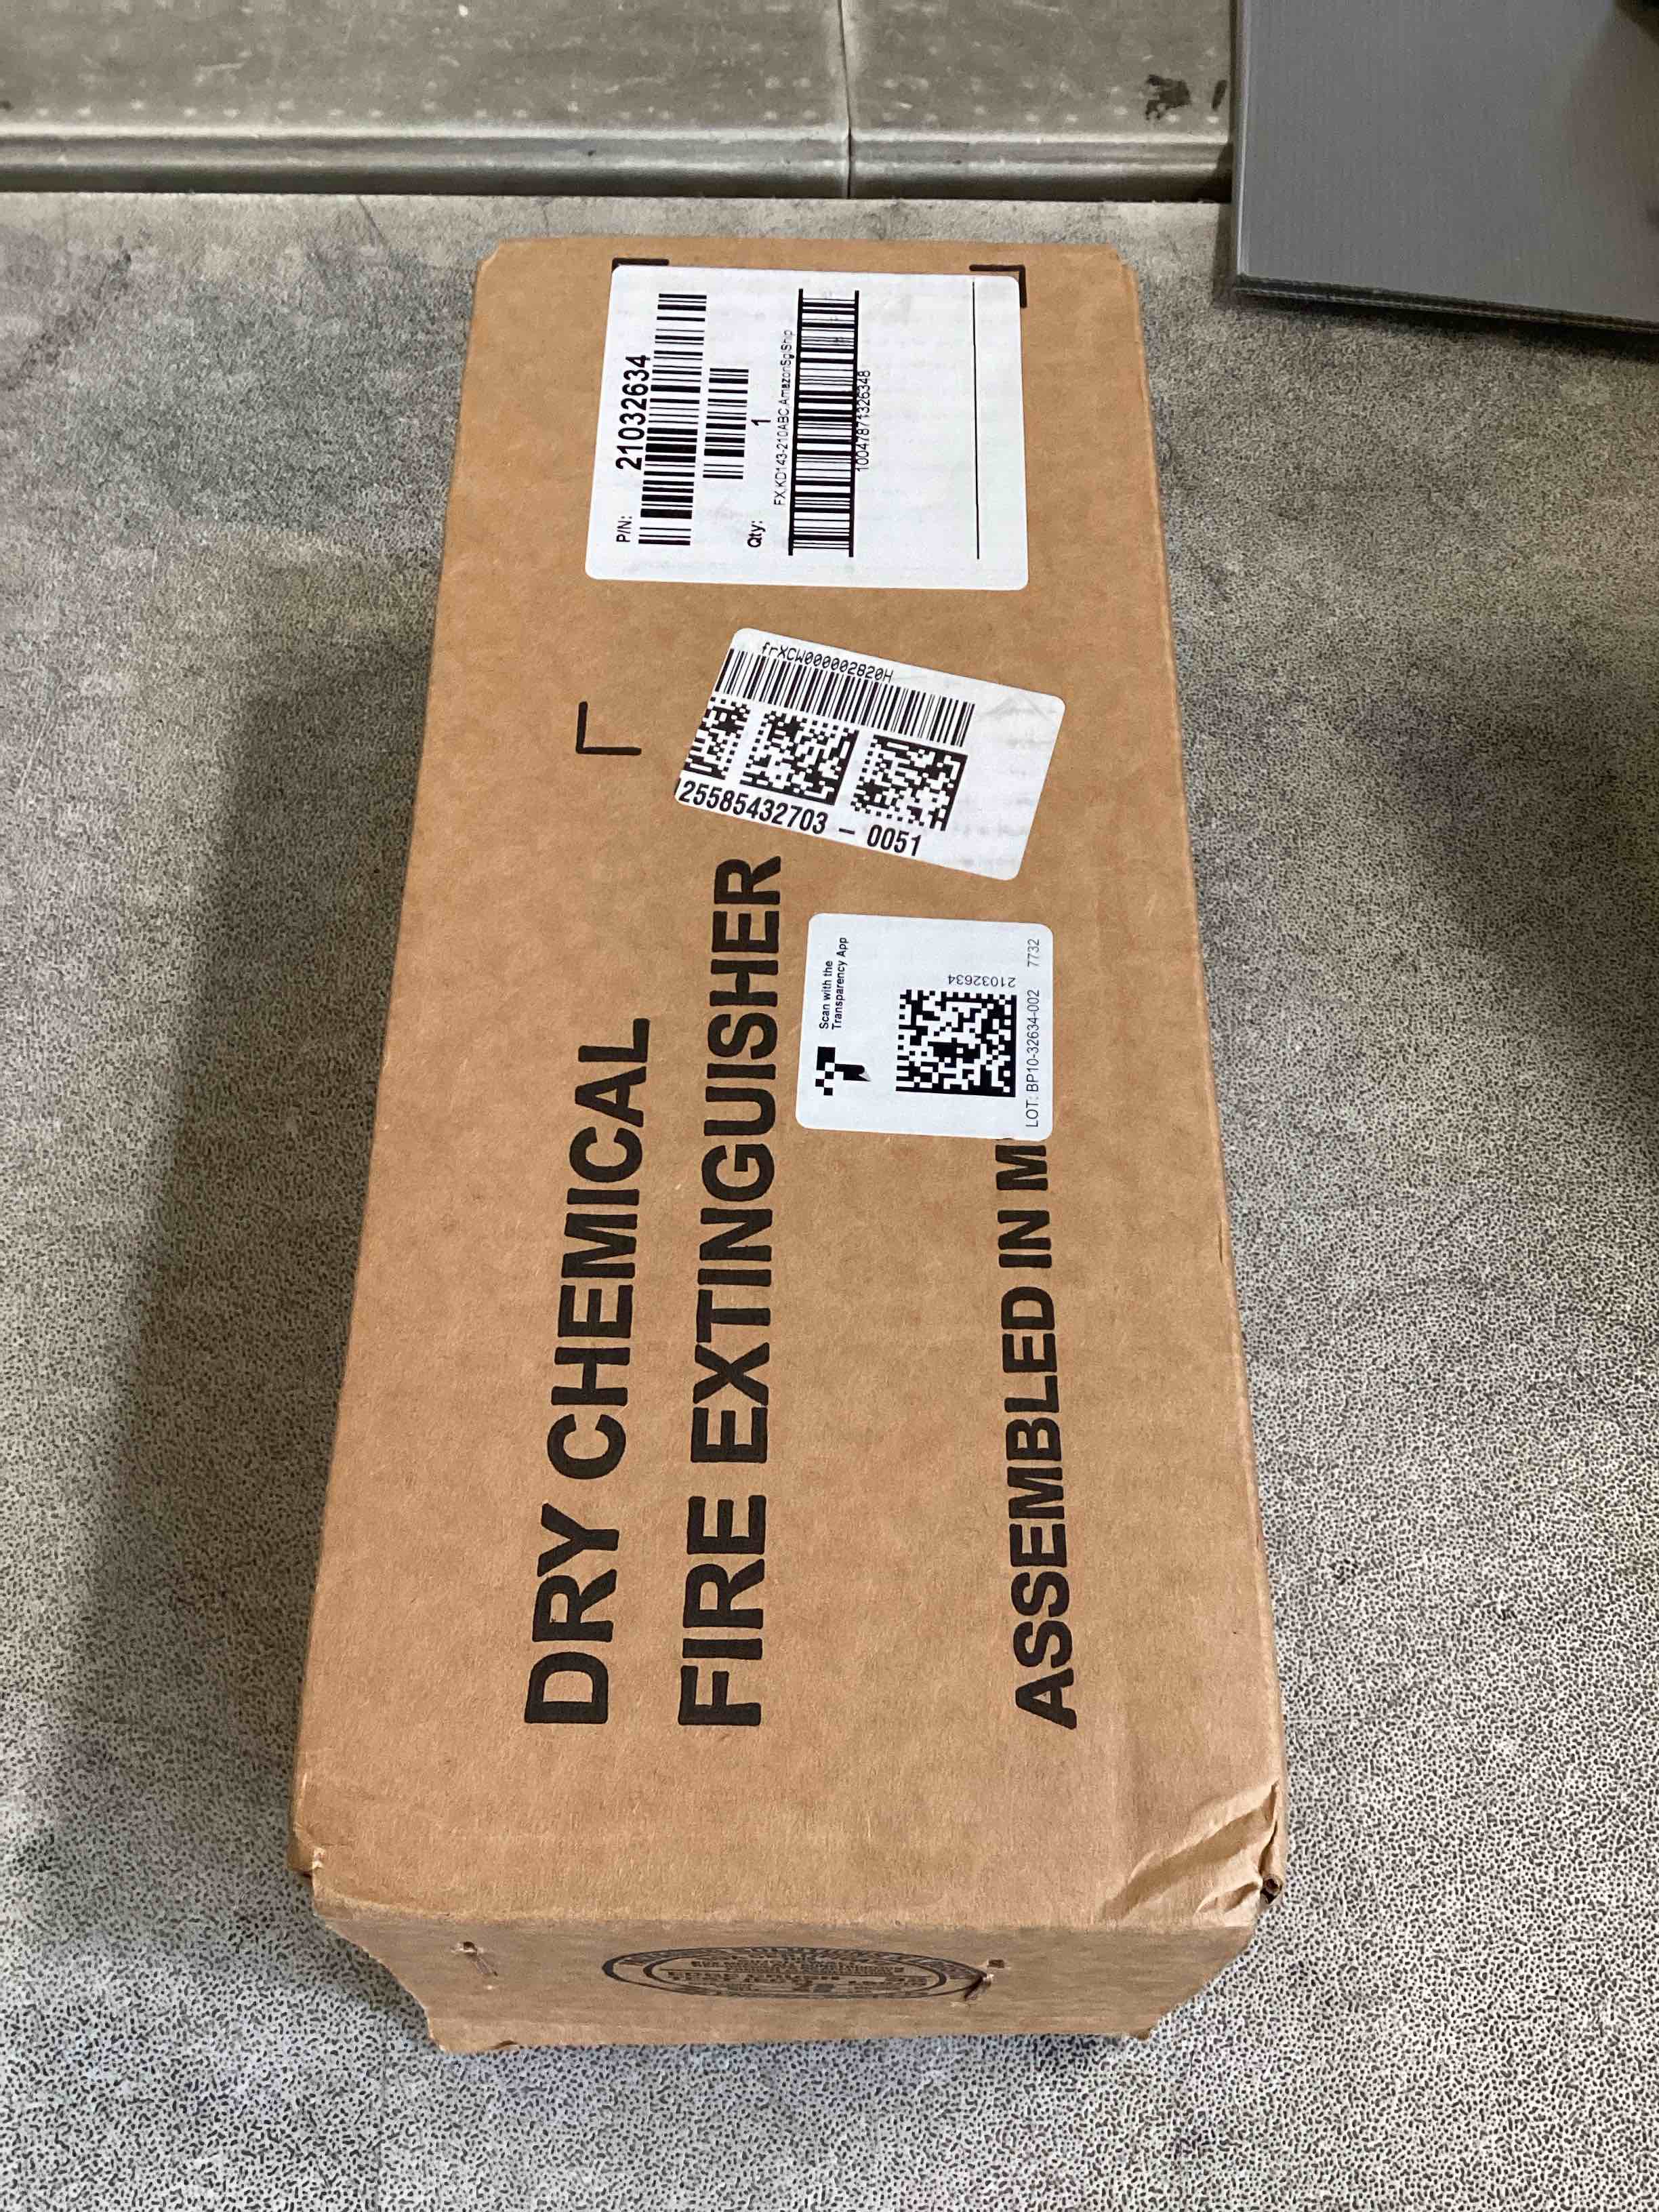 P/N: 21032634
Qty: 1
FX,KD143-210ABC,AmazonSglShip
10047871326348
frXCW000002820H
25585432703 - 0051
Scan with the
Transparency App
21032634
LOT: BP10-32634-002 7732
DRY CHEMICAL
FIRE EXTINGUISHER
ASSEMBLED IN